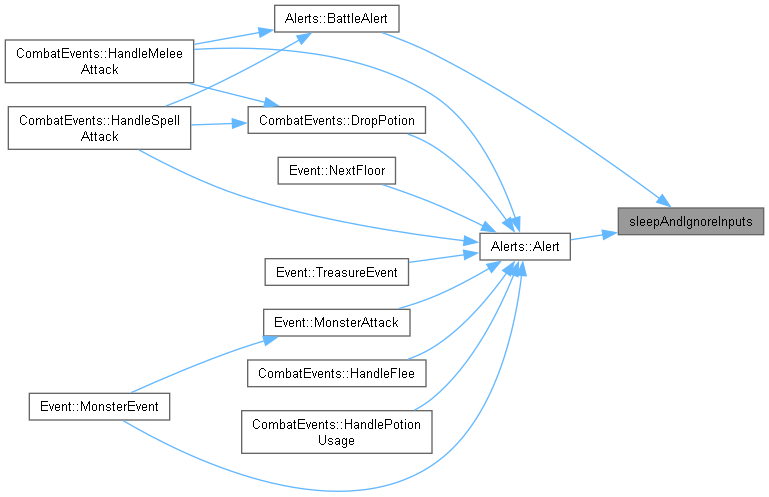 Alerts::BattleAlert
CombatEvents::HandleMelee
Attack
CombatEvents::HandleSpell
Attack
CombatEvents::DropPotion
Event::NextFloor
sleepAndIgnoreInputs
Alerts::Alert
Event::TreasureEvent
Event::MonsterAttack
CombatEvents::HandleFlee
Event::MonsterEvent
CombatEvents::HandlePotion
Usage